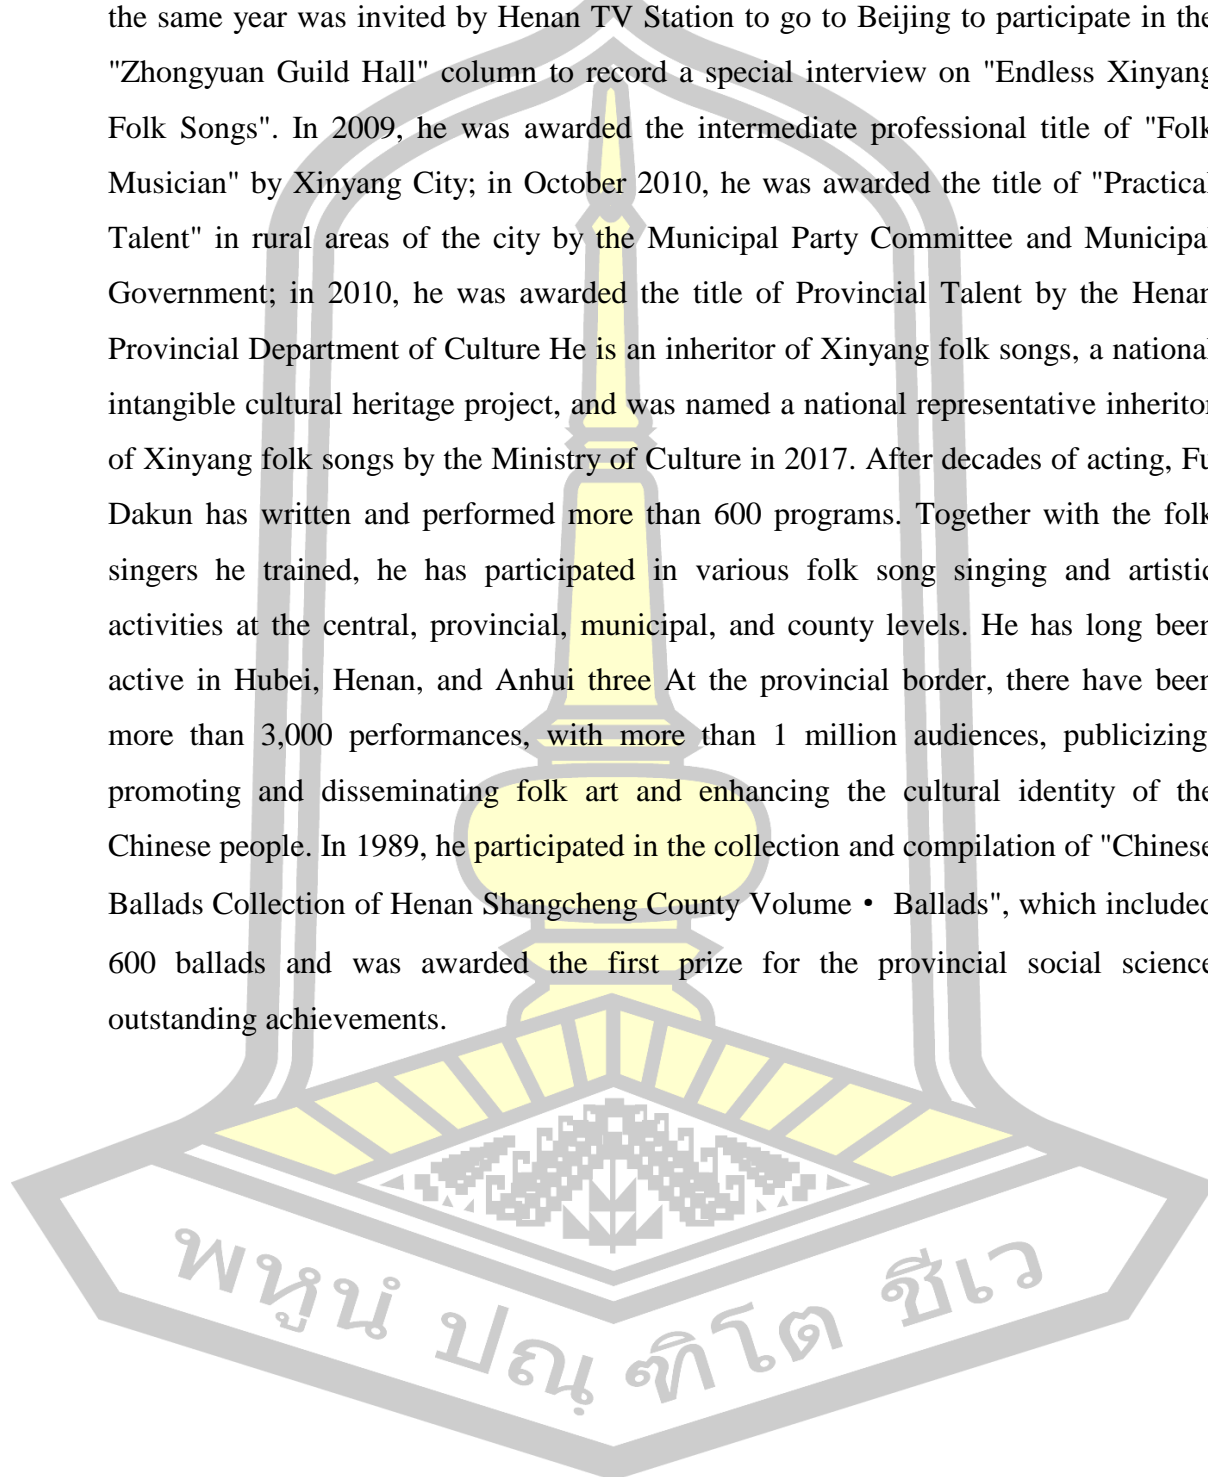 the same year was invited by Henan TV Station to go to Beijing to participate in the
"Zhongyuan Guild Hall" column to record a special interview on "Endless Xinyang
Folk Songs". In 2009, he was awarded the intermediate professional title of "Folk
Musician" by Xinyang City; in October 2010, he was awarded the title of "Practical
Talent" in rural areas of the city by the Municipal Party Committee and Municipal
Government; in 2010, he was awarded the title of Provincial Talent by the Henan
Provincial Department of Culture He is an inheritor of Xinyang folk songs, a national
intangible cultural heritage project, and was named a national representative inheritor
of Xinyang folk songs by the Ministry of Culture in 2017. After decades of acting, Fu
Dakun has written and performed more than 600 programs. Together with the folk
singers he trained, he has participated in various folk song singing and artistic
activities at the central, provincial, municipal, and county levels. He has long been
active in Hubei, Henan, and Anhui three At the provincial border, there have been
more than 3,000 performances, with more than 1 million audiences, publicizing,
promoting and disseminating folk art and enhancing the cultural identity of the
Chinese people. In 1989, he participated in the collection and compilation of "Chinese
Ballads Collection of Henan Shangcheng County Volume • Ballads", which included
600 ballads and was awarded the first prize for the provincial social science
outstanding achievements.
พหูนํ ปณฺฑิโต ชีเว